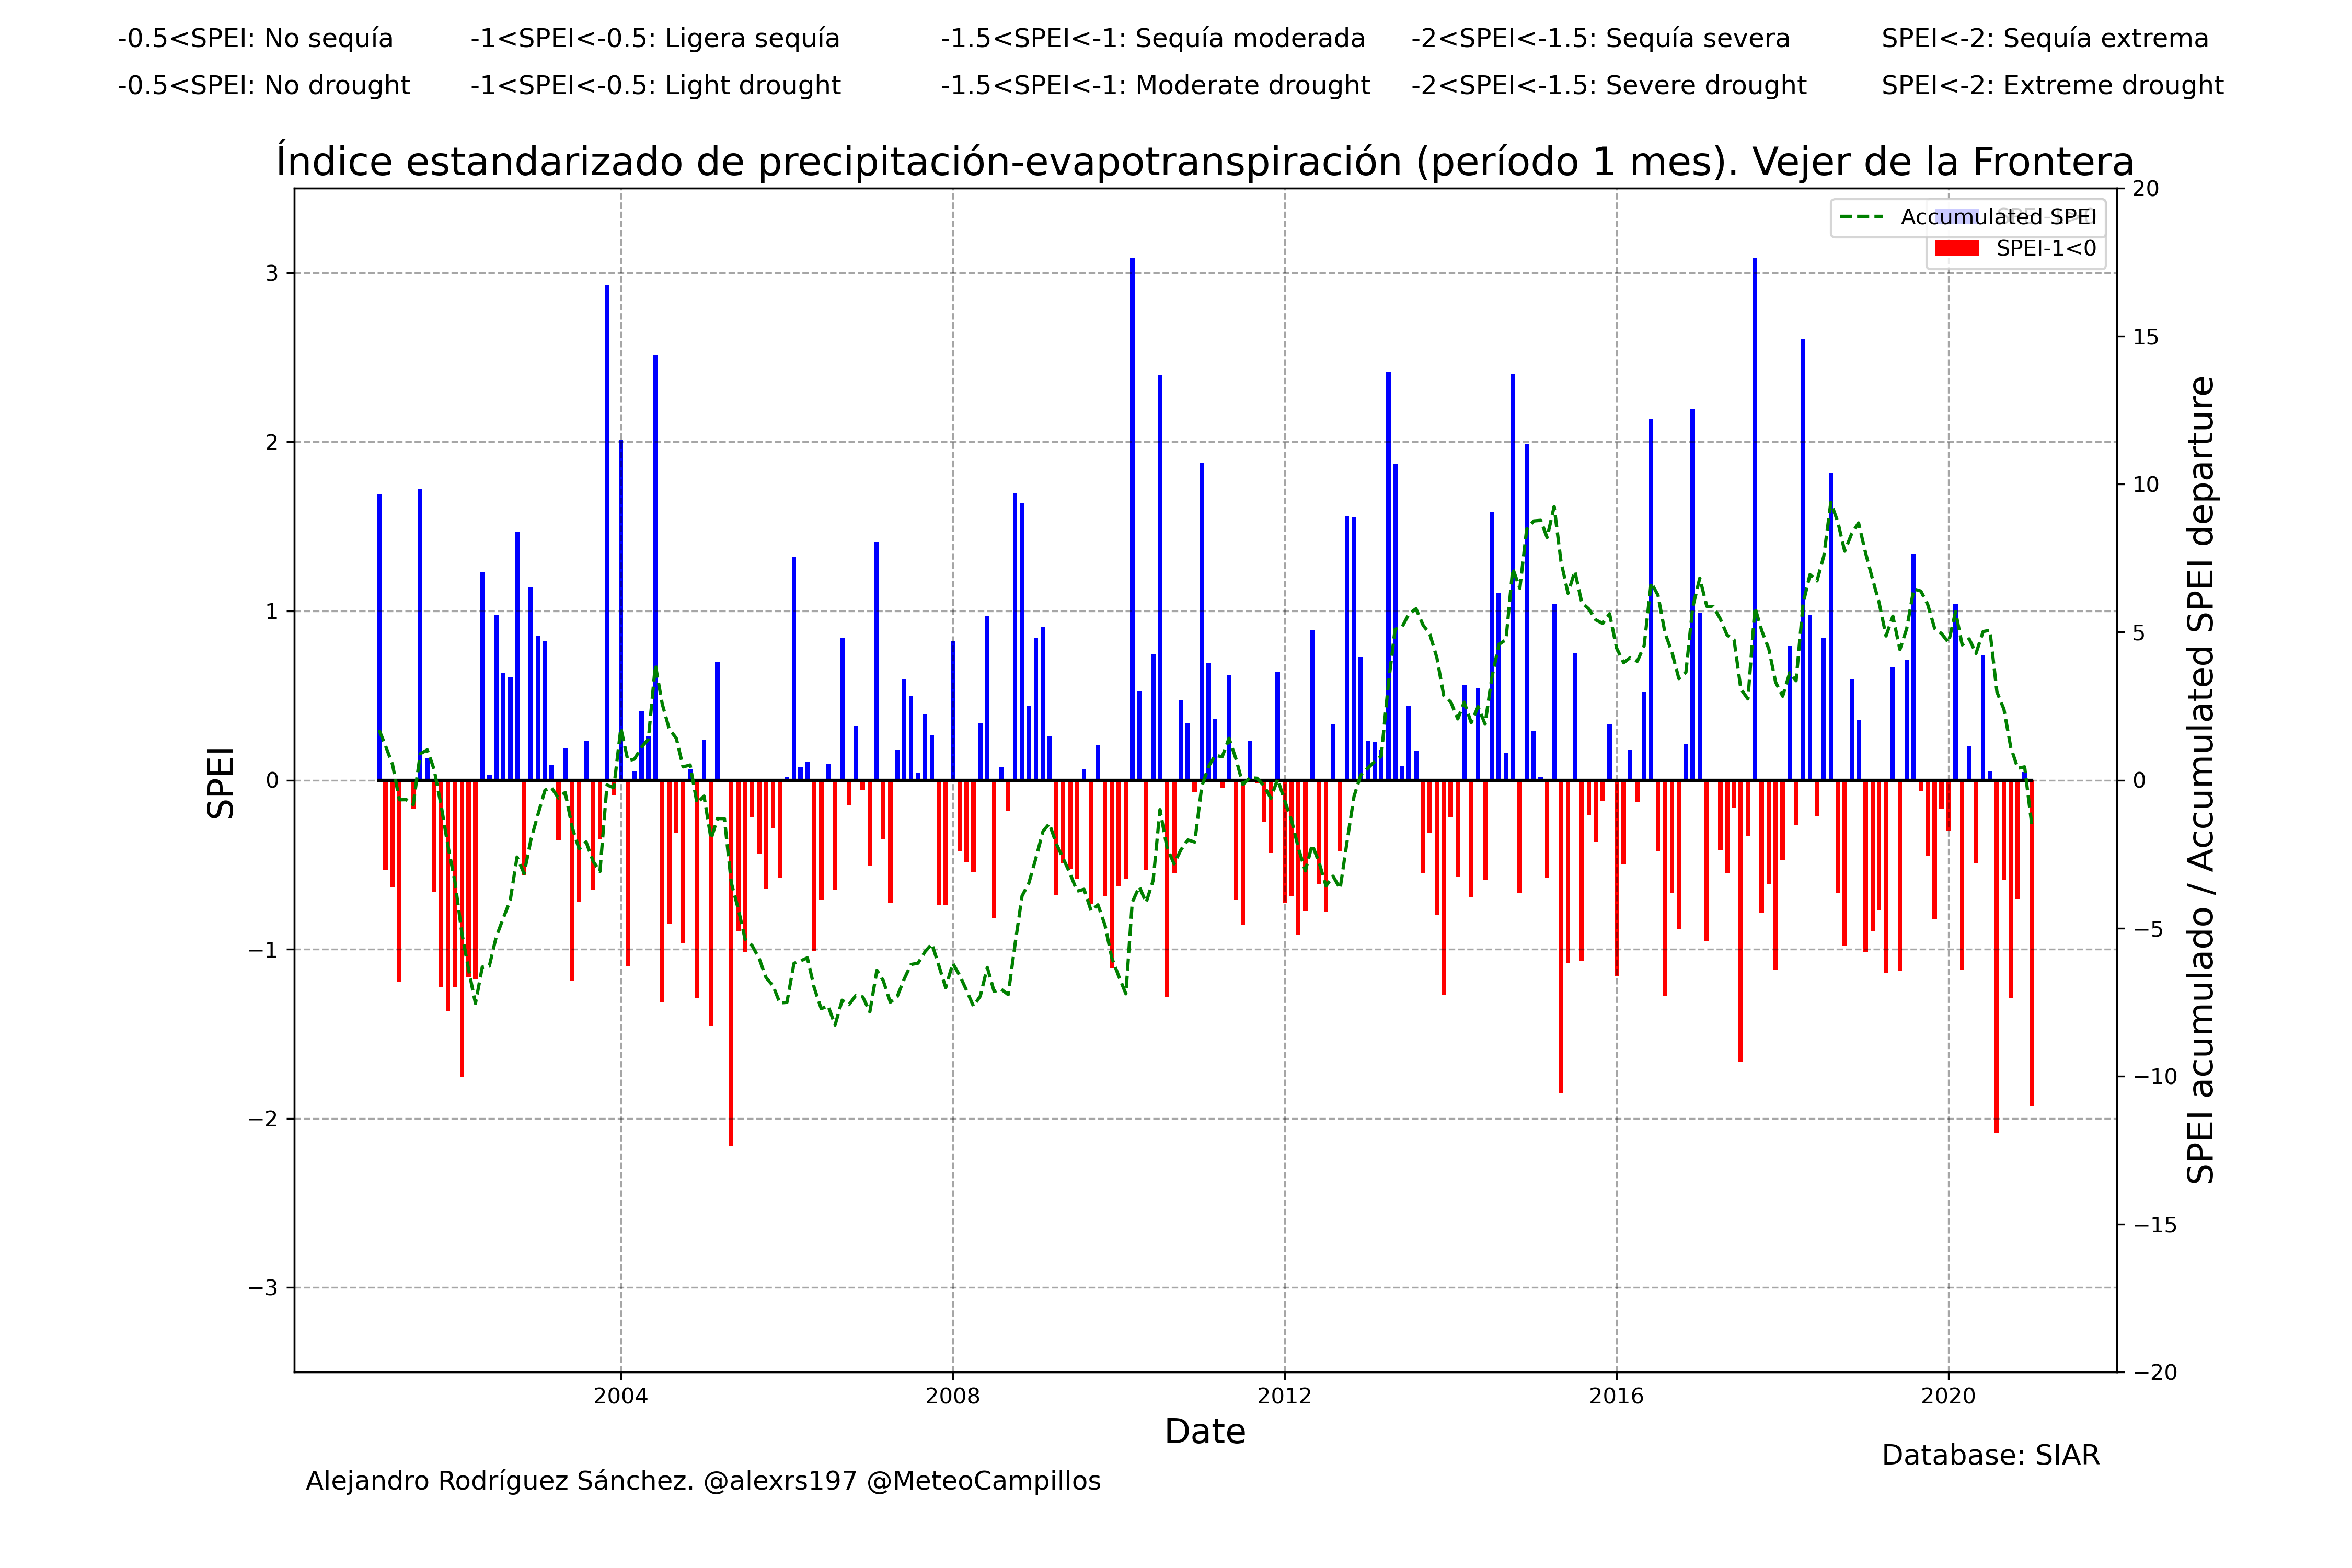 -0.5<SPEI: No sequía
-1<SPEI<-0.5: Ligera sequía
-1.5<SPEI<-1: Sequía moderada
-2<SPEI<-1.5: Sequía severa
SPEI<-2: Sequía extrema
-0.5<SPEI: No drought
-1<SPEI<-0.5: Light drought
-1.5<SPEI<-1: Moderate drought
-2<SPEI<-1.5: Severe drought
SPEI<-2: Extreme drought
Índice estandarizado de precipitación-evapotranspiración (período 1 mes). Vejer de la Frontera
Accumulated SPEI
SPEI-1<0
SPEI
3
2
1
0
−1
−2
−3
20
15
10
5
0
−5
−10
−15
−20
SPEI acumulado / Accumulated SPEI departure
2004
2008
2012
2016
2020
Date
Database: SIAR
Alejandro Rodríguez Sánchez. @alexrs197 @MeteoCampillos